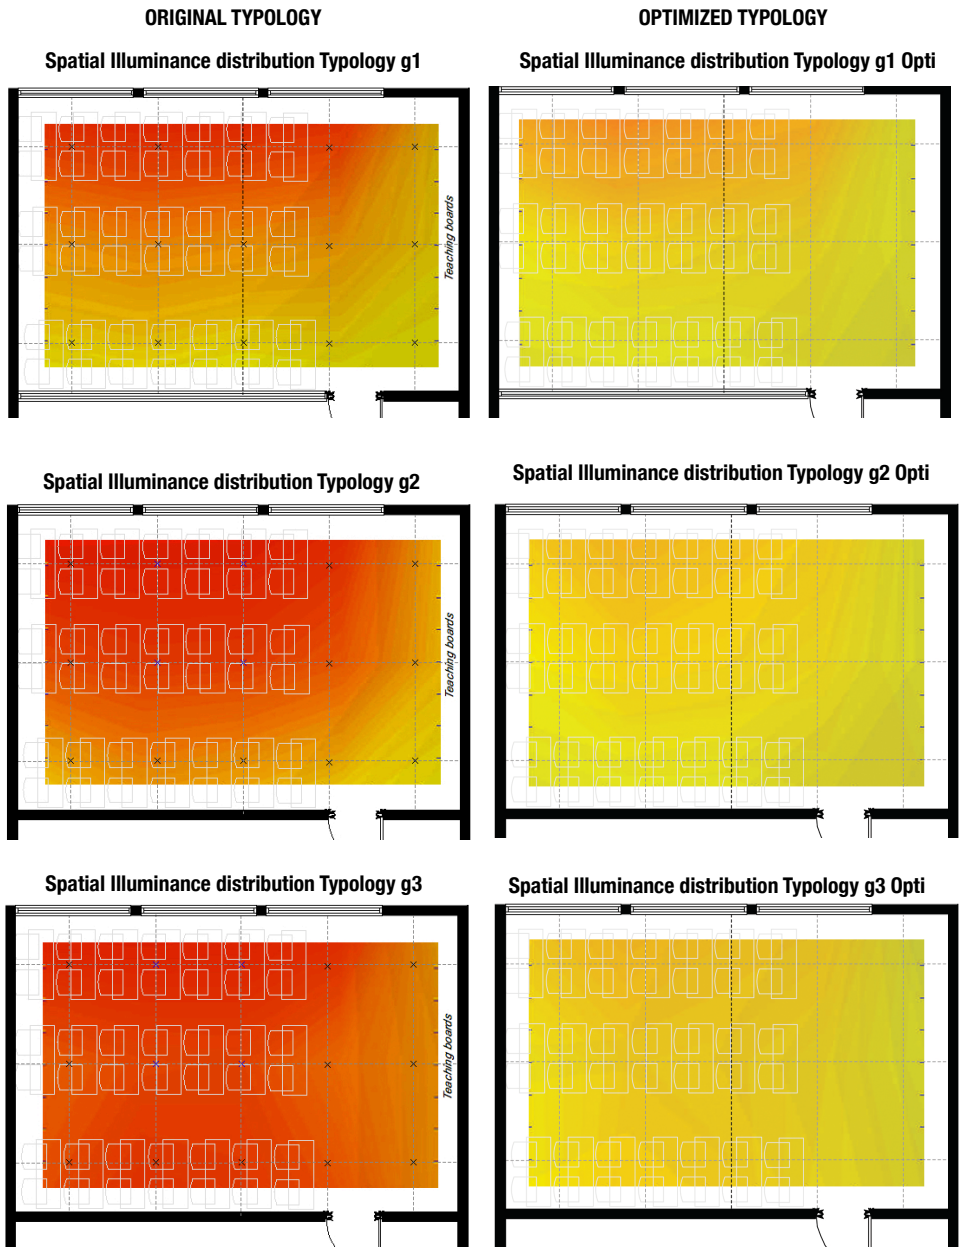 ORIGINAL TYPOLOGY
OPTIMIZED TYPOLOGY
Spatial Illuminance distribution Typology g1
Spatial Illuminance distribution Typology g1 Opti
Teaching boards
Spatial Illuminance distribution Typology g2
Spatial Illuminance distribution Typology g2 Opti
Teaching boards
Spatial Illuminance distribution Typology g3
Spatial Illuminance distribution Typology g3 Opti
Teaching boards